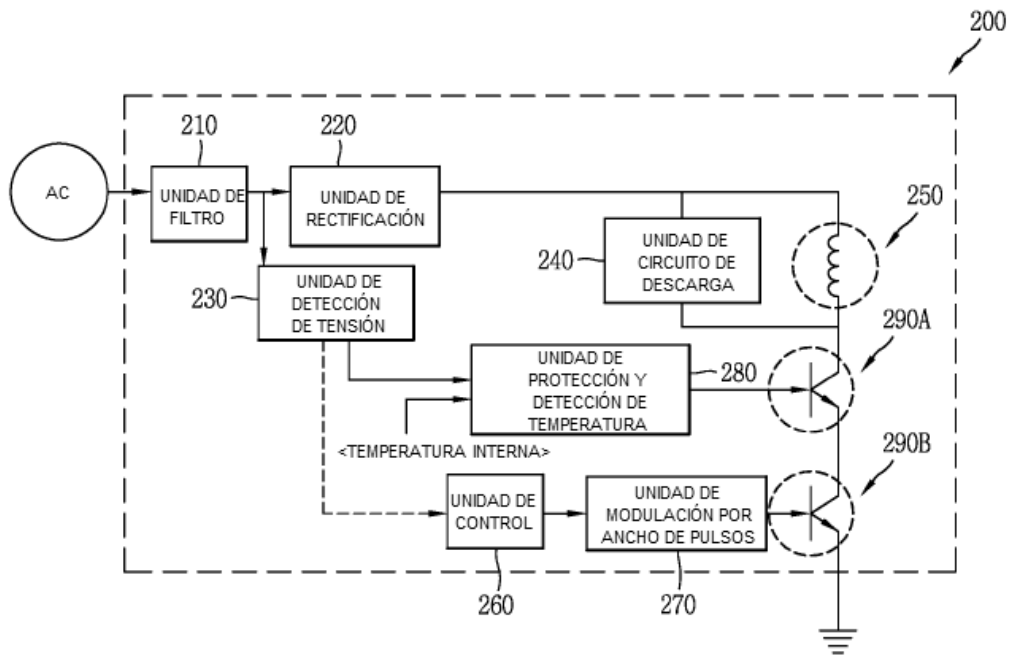 200
210
220
AC
UNIDAD DE
FILTRO
UNIDAD DE
RECTIFICACIÓN
250
240
UNIDAD DE
CIRCUITO DE
DESCARGA
230
UNIDAD DE
DETECCIÓN
DE TENSIÓN
290A
UNIDAD DE
PROTECCIÓN Y
DETECCIÓN DE
TEMPERATURA
280
<TEMPERATURA INTERNA>
290B
UNIDAD DE
CONTROL
UNIDAD DE
MODULACIÓN POR
ANCHO DE PULSOS
260
270